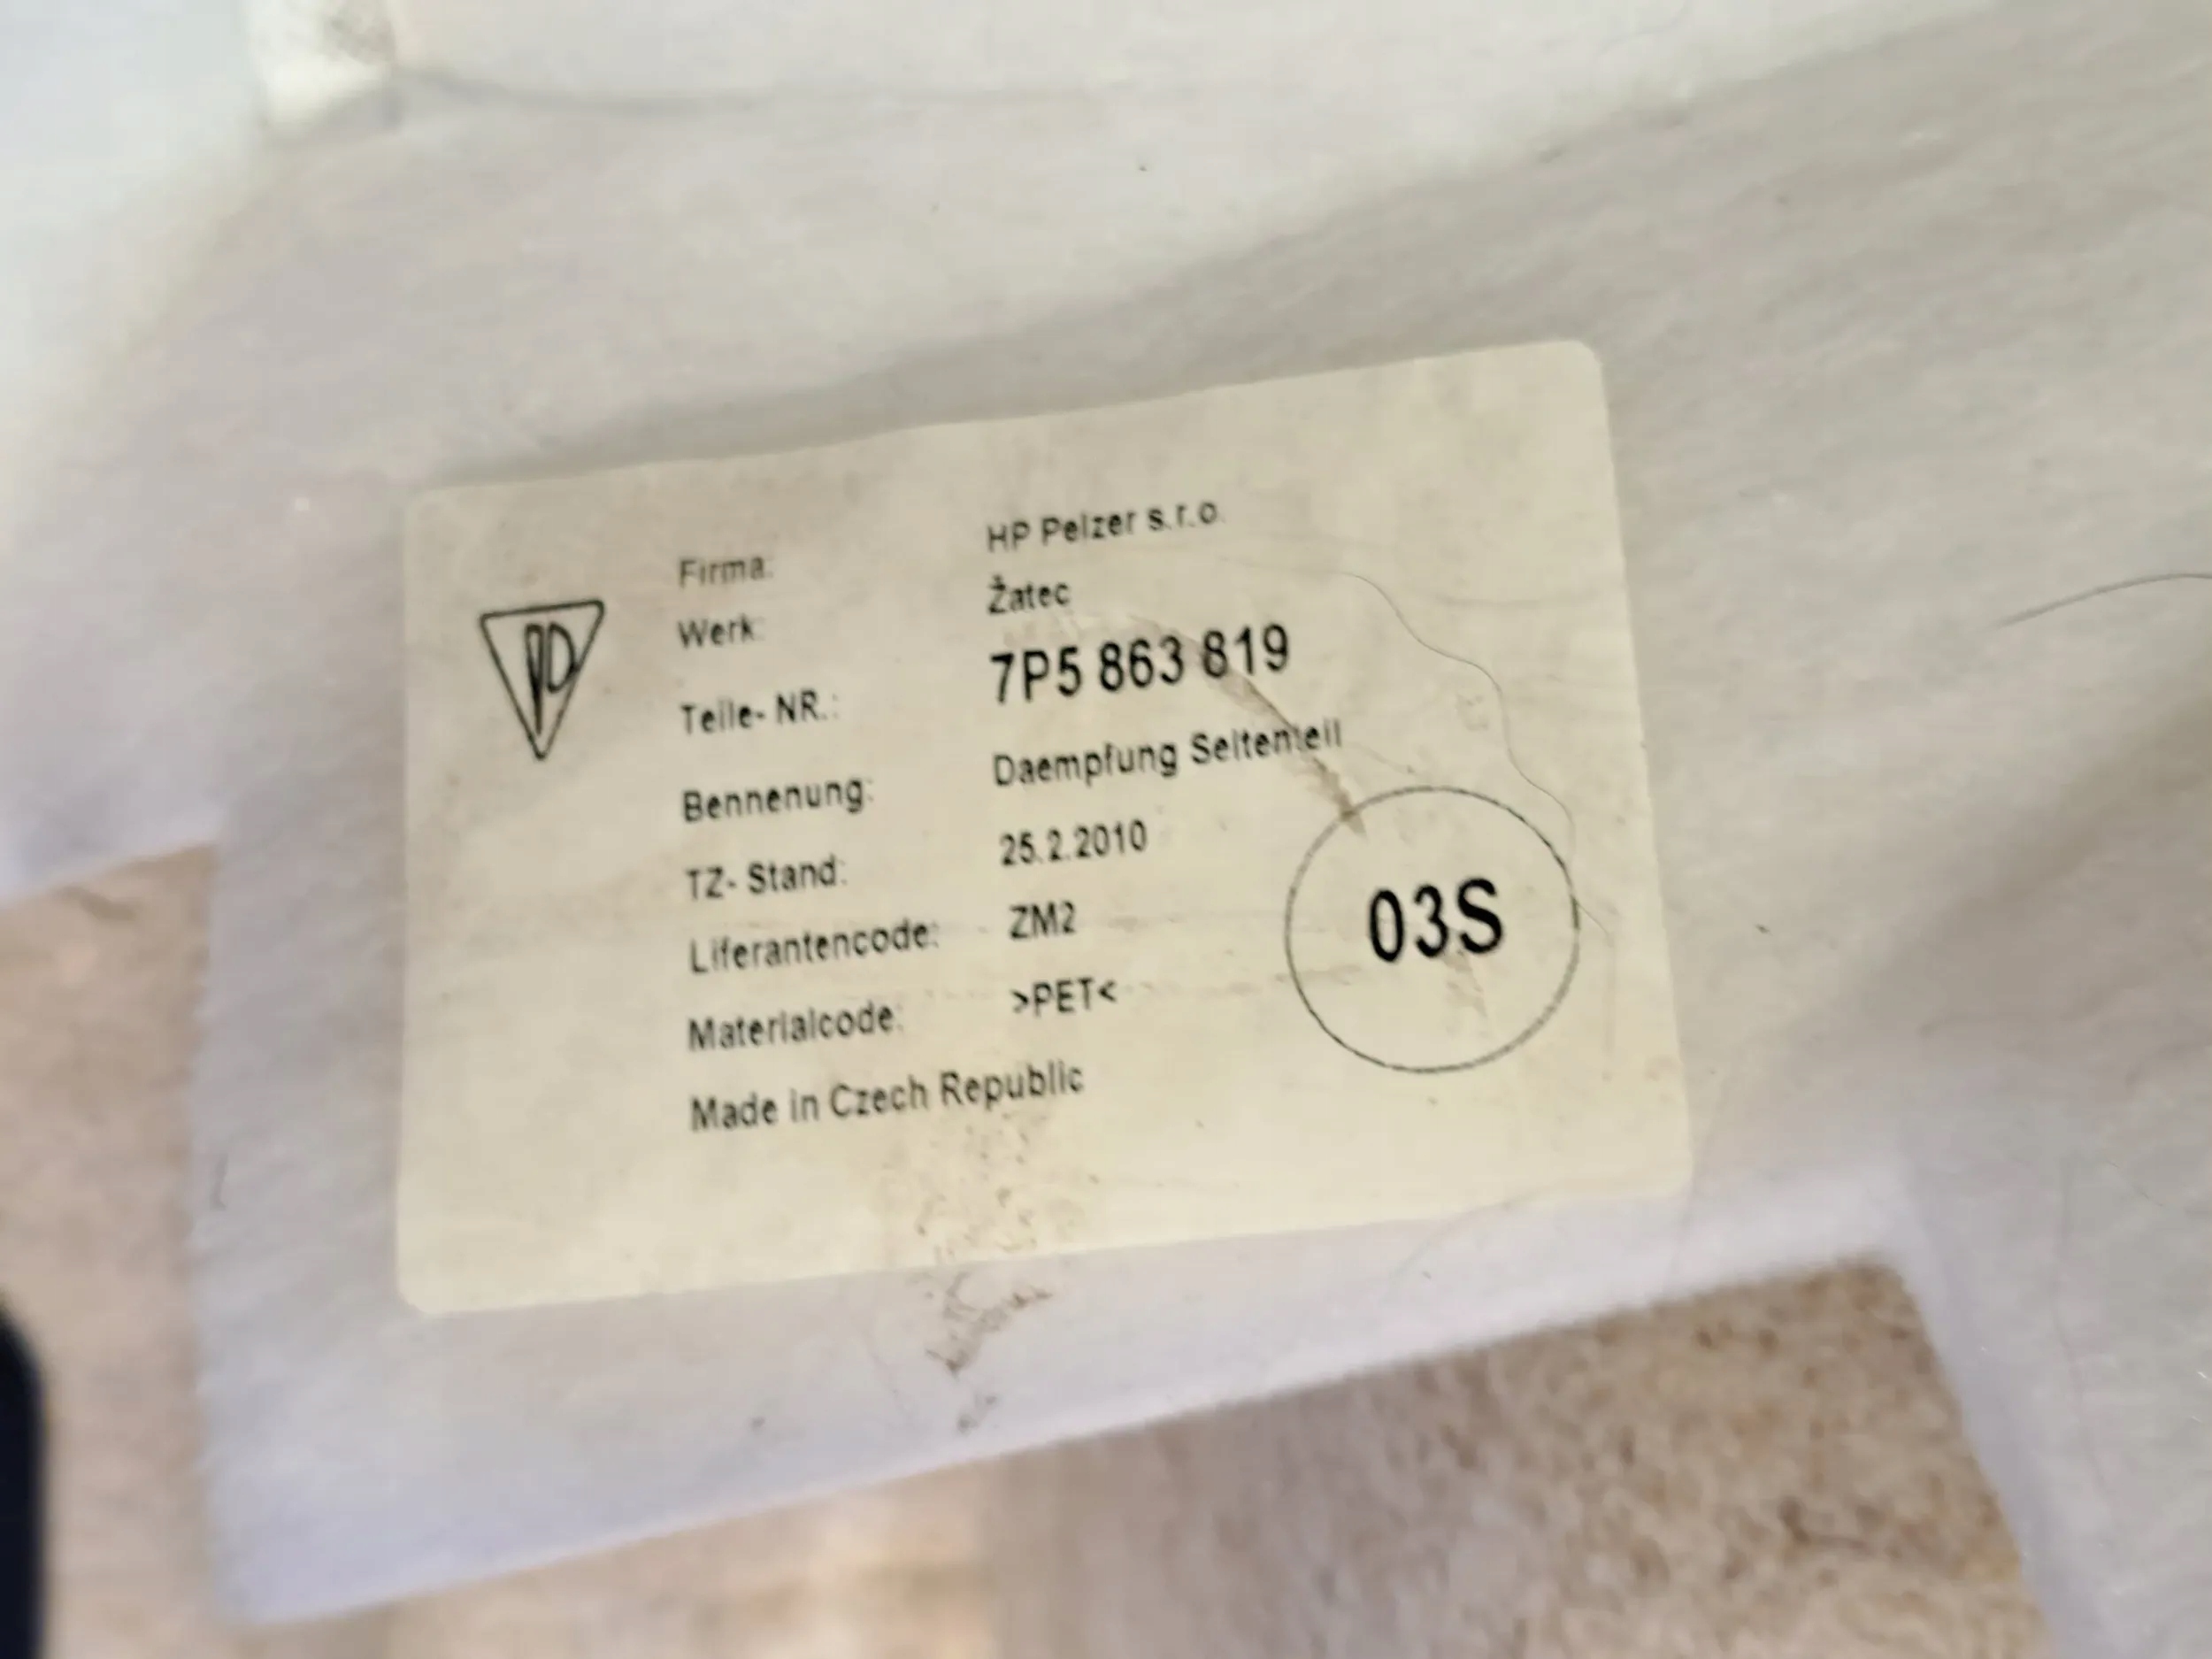 Firma: HP Pelzer s.r.o.
Werk: Žatec
Teile- NR.: 7P5 863 819
Bennenung: Daempfung Seitenteil
TZ- Stand: 25.2.2010
Liferantencode: ZM2
03S
Materialcode: >PET<
Made in Czech Republic